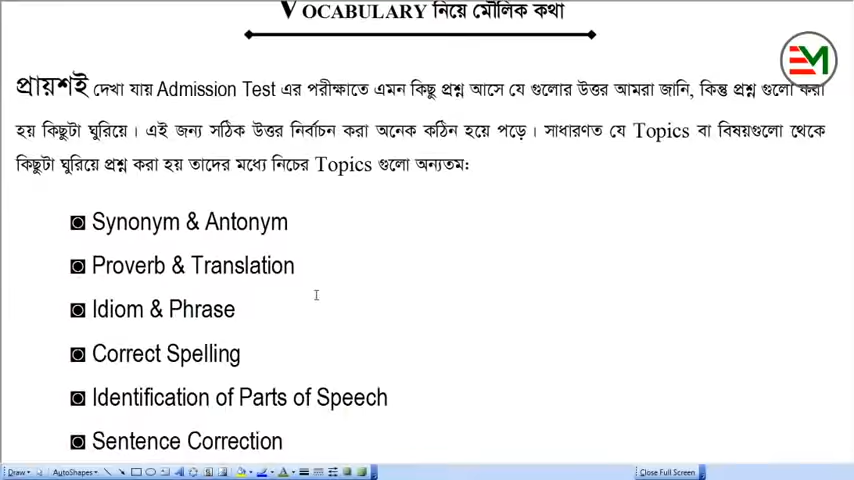 VOCABULARY নিয়ে মৌলিক কথা
EM
প্রায়শই দেখা যায় Admission Test এর পরীক্ষাতে এমন কিছু প্রশ্ন আসে যে গুলোর উত্তর আমরা জানি, কিন্তু প্রশ্ন গুলো করা
হয় কিছুটা ঘুরিয়ে। এই জন্য সঠিক উত্তর নির্বাচন করা অনেক কঠিন হয়ে পড়ে। সাধারণত যে Topics বা বিষয়গুলো থেকে
কিছুটা ঘুরিয়ে প্রশ্ন করা হয় তাদের মধ্যে নিচের Topics গুলো অন্যতম:
Synonym & Antonym
Proverb & Translation
Idiom & Phrase
Correct Spelling
Identification of Parts of Speech
Sentence Correction
Draw AutoShapes Close Full Screen